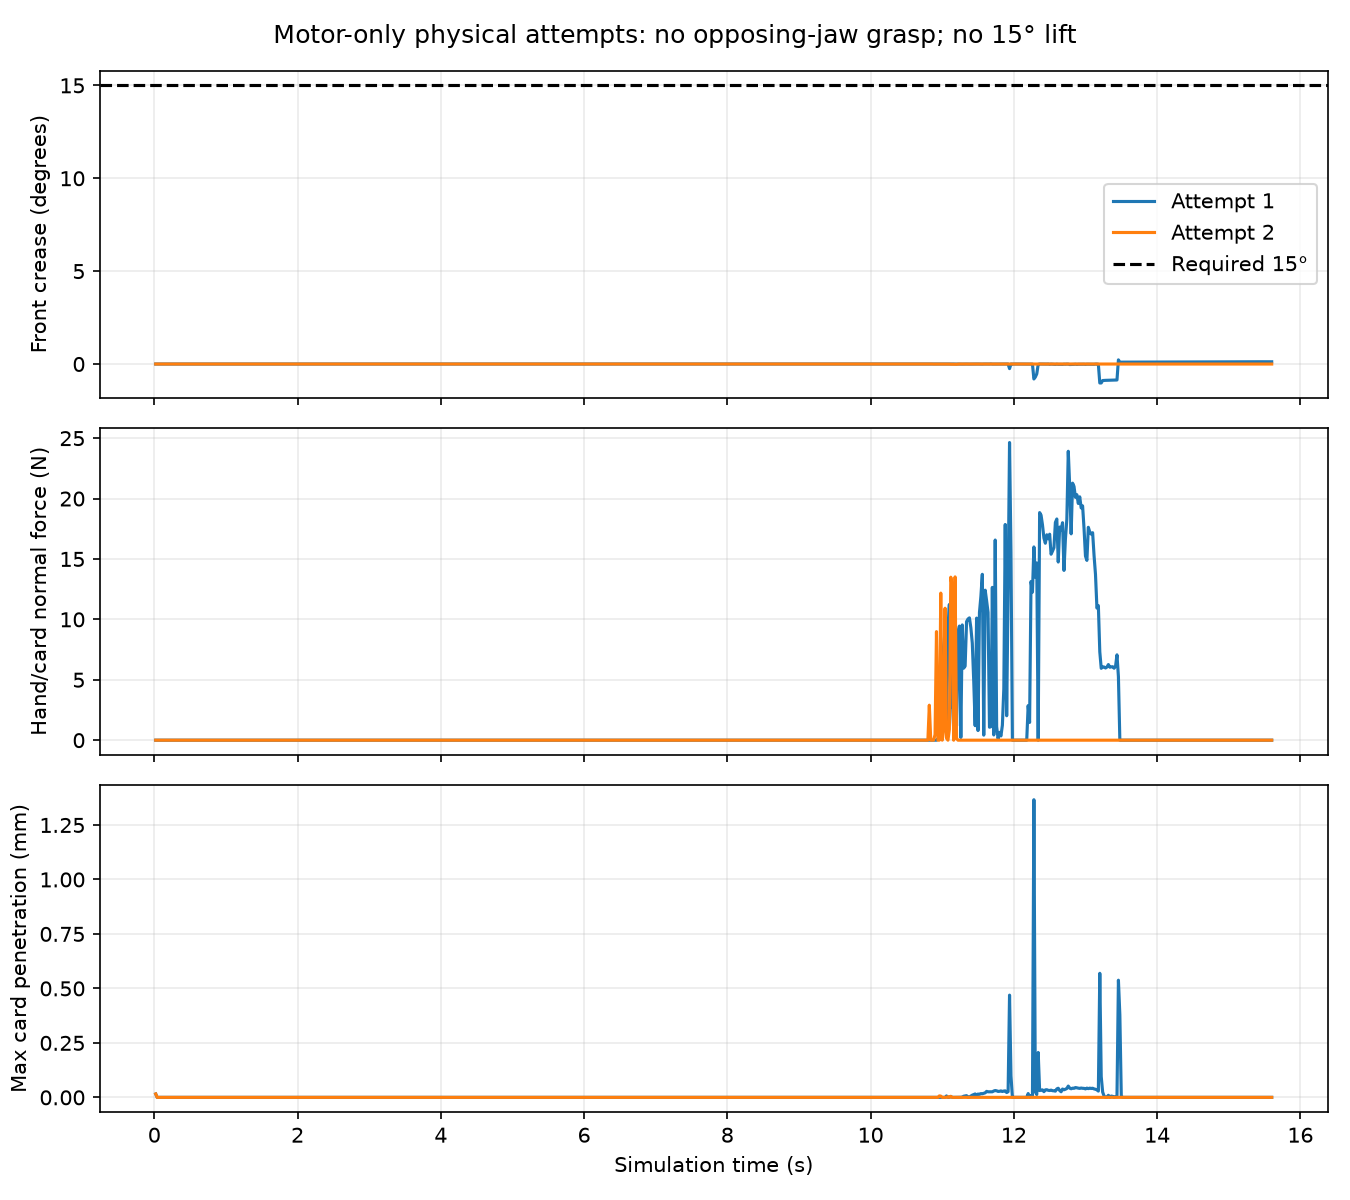 Motor-only physical attempts: no opposing-jaw grasp; no 15° lift
Front crease (degrees)
15
10
5
0
Attempt 1
Attempt 2
Required 15°
Hand/card normal force (N)
25
20
15
10
5
0
Max card penetration (mm)
1.25
1.00
0.75
0.50
0.25
0.00
0 2 4 6 8 10 12 14 16
Simulation time (s)